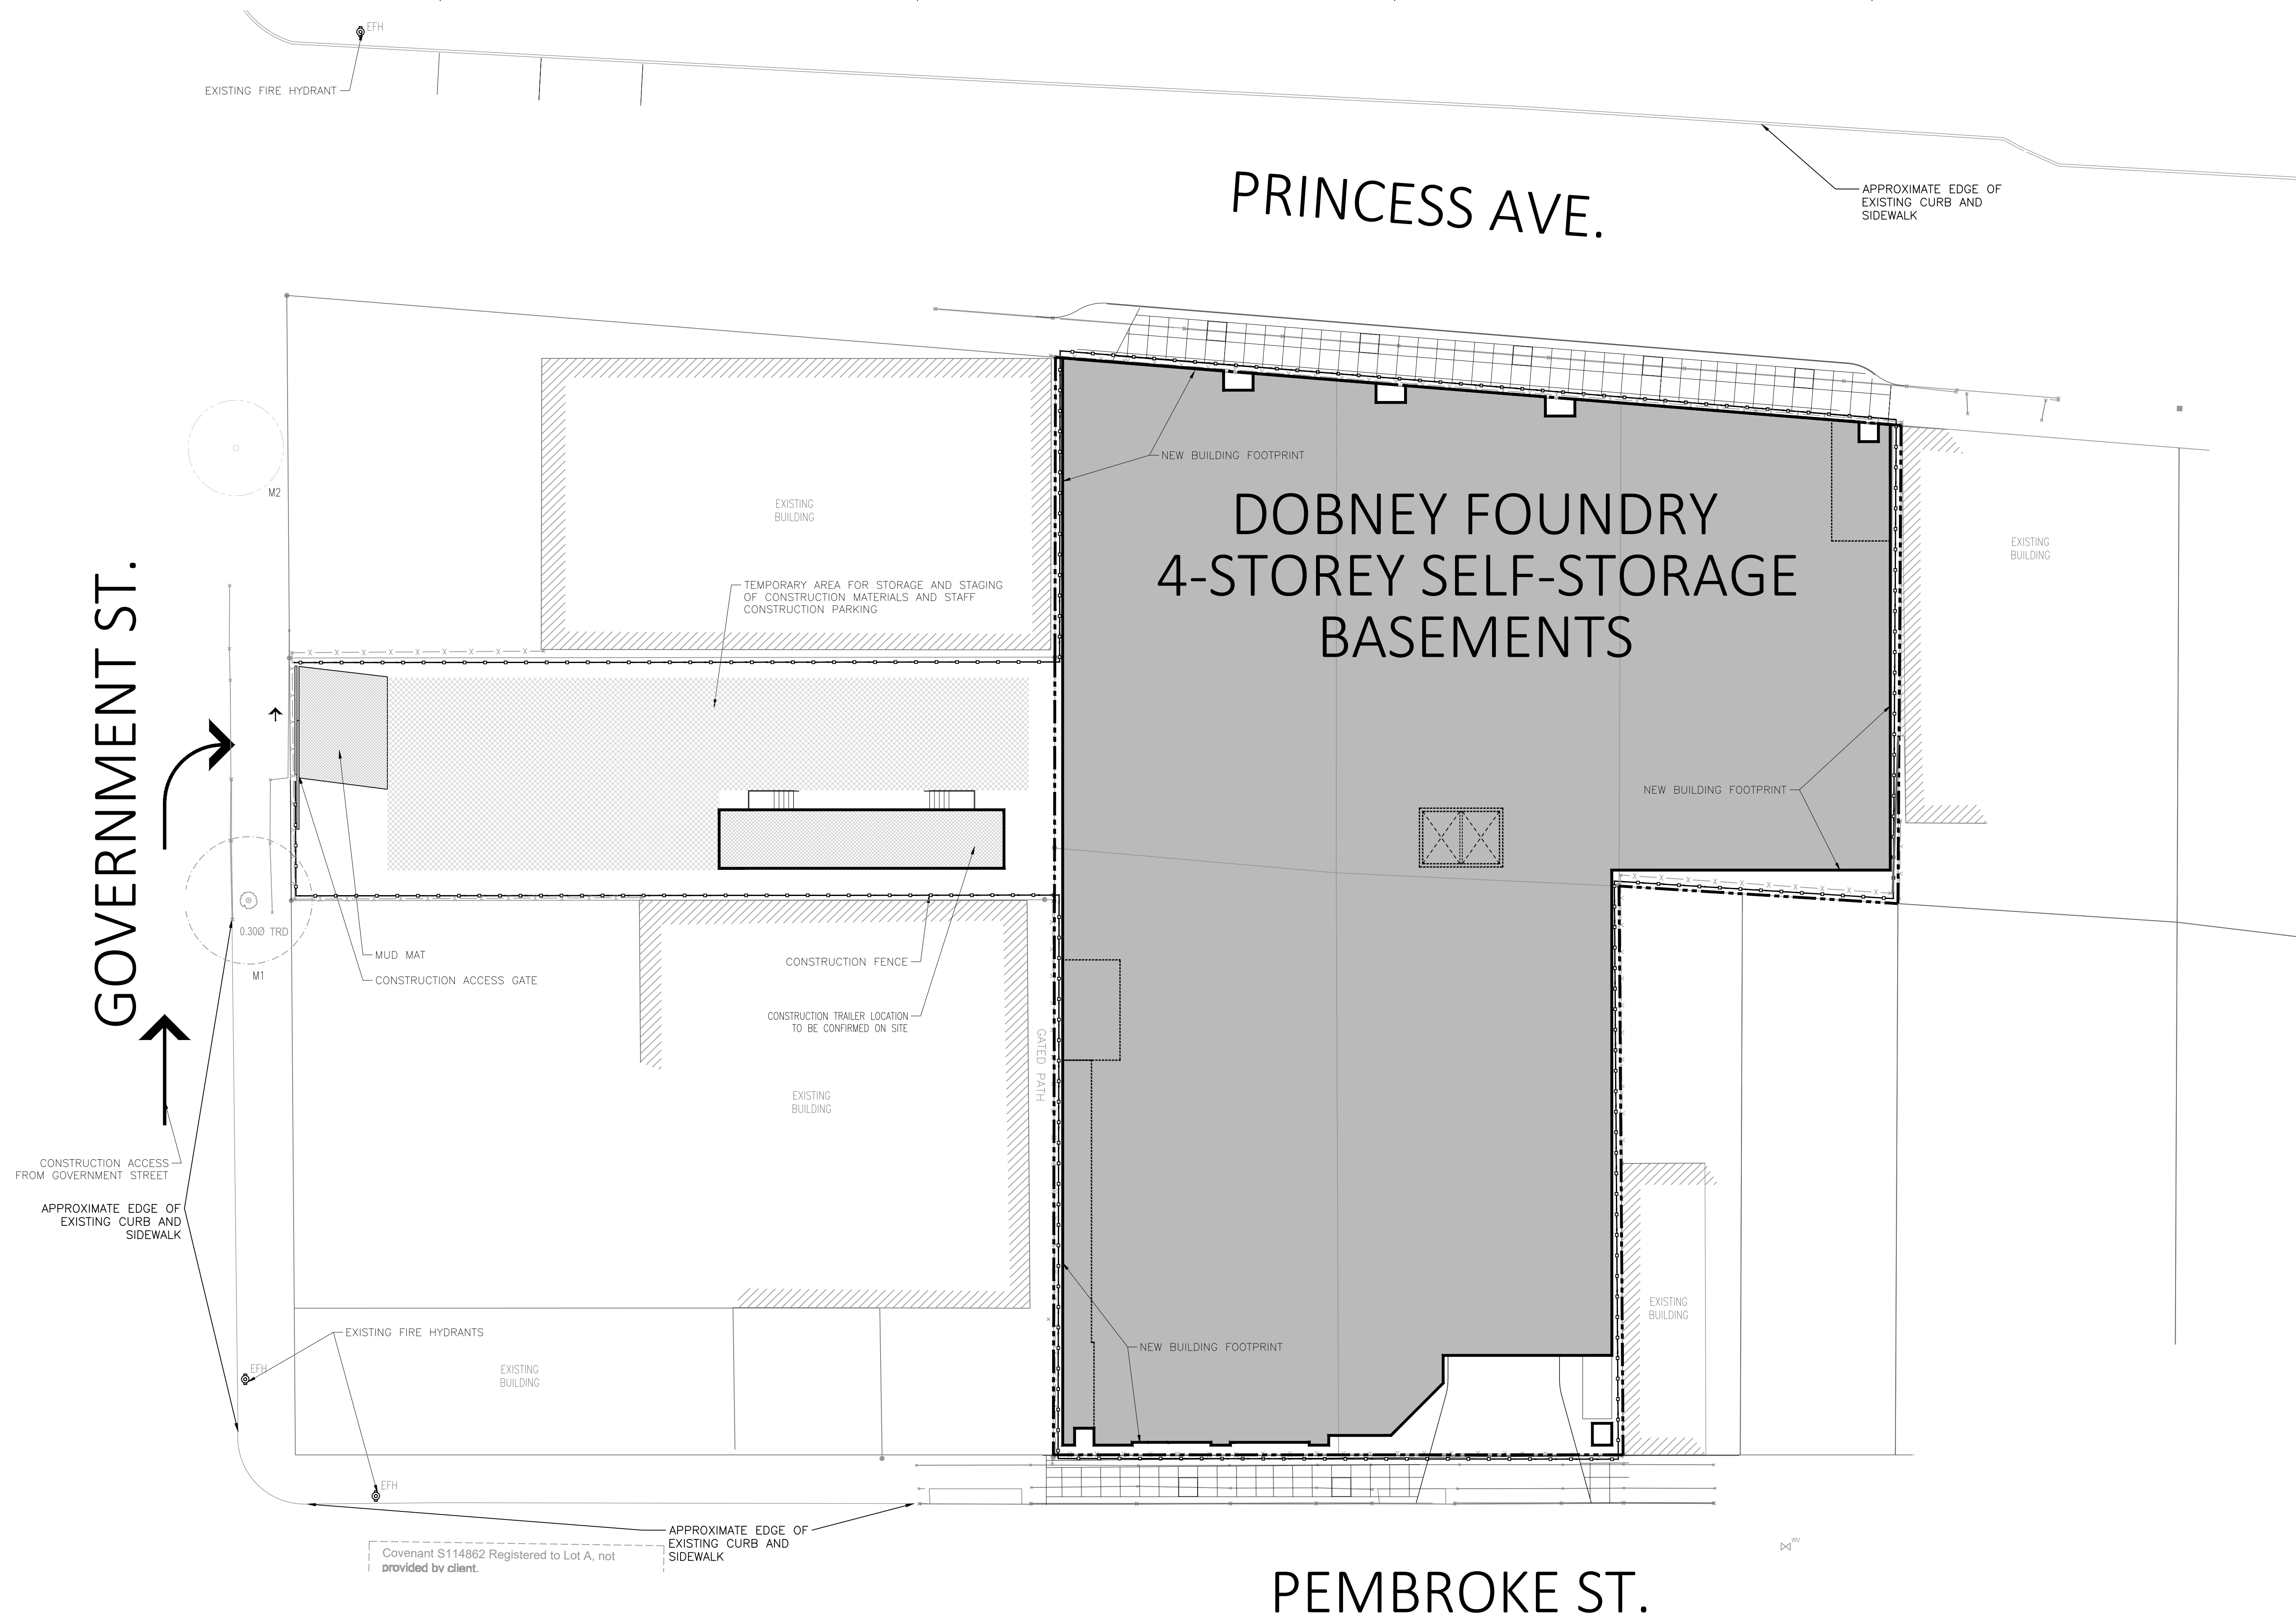 EFH
EXISTING FIRE HYDRANT
PRINCESS AVE.
APPROXIMATE EDGE OF
EXISTING CURB AND
SIDEWALK
NEW BUILDING FOOTPRINT
M2
EXISTING
BUILDING
DOBNEY FOUNDRY
4-STOREY SELF-STORAGE
BASEMENTS
EXISTING
BUILDING
GOVERNMENT ST.
TEMPORARY AREA FOR STORAGE AND STAGING
OF CONSTRUCTION MATERIALS AND STAFF
CONSTRUCTION PARKING
NEW BUILDING FOOTPRINT
0.30Ø TRD
M1
MUD MAT
CONSTRUCTION ACCESS GATE
CONSTRUCTION FENCE
CONSTRUCTION TRAILER LOCATION
TO BE CONFIRMED ON SITE
GATED PATH
EXISTING
BUILDING
CONSTRUCTION ACCESS
FROM GOVERNMENT STREET
APPROXIMATE EDGE OF
EXISTING CURB AND
SIDEWALK
EXISTING
BUILDING
EXISTING FIRE HYDRANTS
NEW BUILDING FOOTPRINT
EFH
EXISTING
BUILDING
EFH
APPROXIMATE EDGE OF
EXISTING CURB AND
SIDEWALK
Covenant S114862 Registered to Lot A, not
provided by client.
WV
PEMBROKE ST.